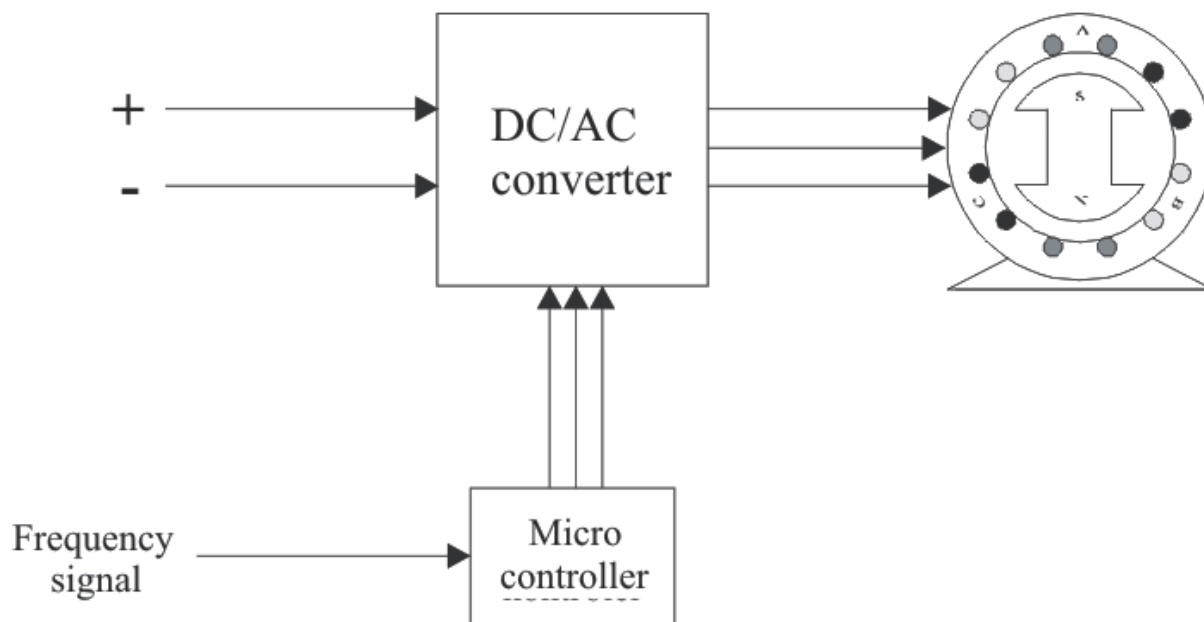 +
-
DC/AC
converter
A
S
B
C
Frequency
signal
Micro
controller